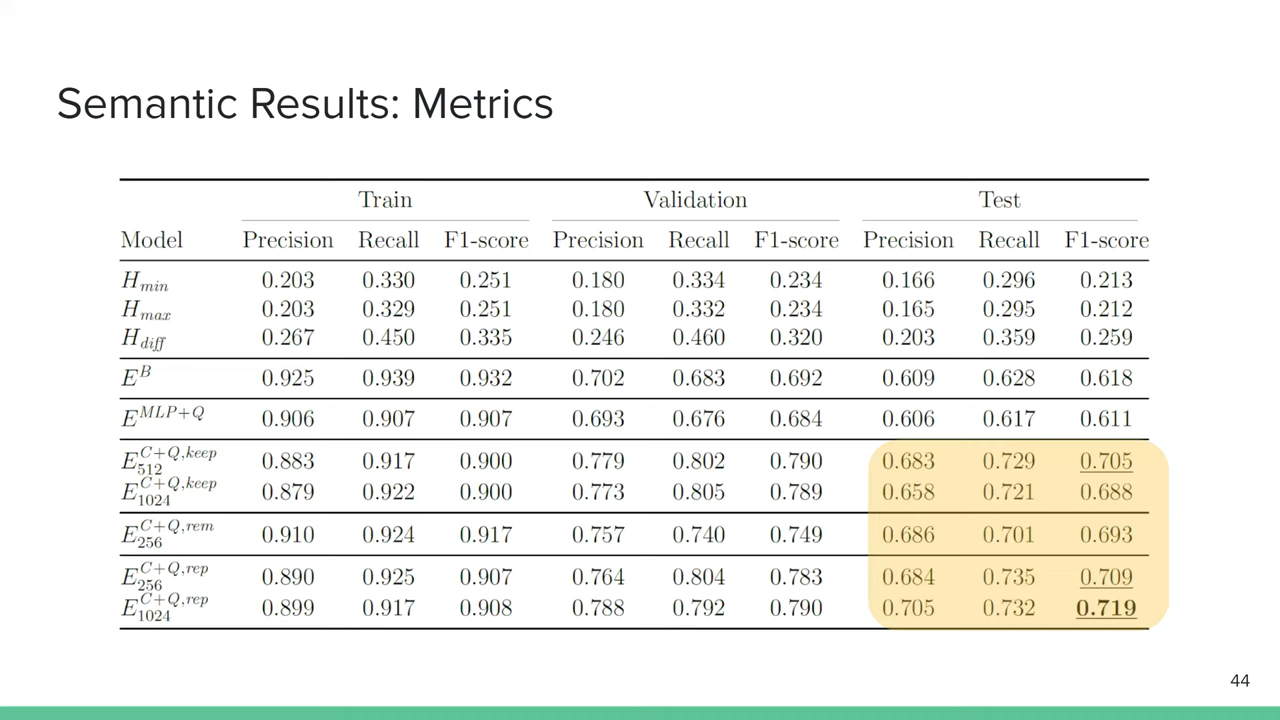 Semantic Results: Metrics
Train Validation Test
Model Precision Recall F1-score Precision Recall F1-score Precision Recall F1-score
H_min 0.203 0.330 0.251 0.180 0.334 0.234 0.166 0.296 0.213
H_max 0.203 0.329 0.251 0.180 0.332 0.234 0.165 0.295 0.212
H_diff 0.267 0.450 0.335 0.246 0.460 0.320 0.203 0.359 0.259
E^B 0.925 0.939 0.932 0.702 0.683 0.692 0.609 0.628 0.618
E^MLP+Q 0.906 0.907 0.907 0.693 0.676 0.684 0.606 0.617 0.611
E_512^C+Q,keep 0.883 0.917 0.900 0.779 0.802 0.790 0.683 0.729 0.705
E_1024^C+Q,keep 0.879 0.922 0.900 0.773 0.805 0.789 0.658 0.721 0.688
E_256^C+Q,rem 0.910 0.924 0.917 0.757 0.740 0.749 0.686 0.701 0.693
E_256^C+Q,rep 0.890 0.925 0.907 0.764 0.804 0.783 0.684 0.735 0.709
E_1024^C+Q,rep 0.899 0.917 0.908 0.788 0.792 0.790 0.705 0.732 0.719
44